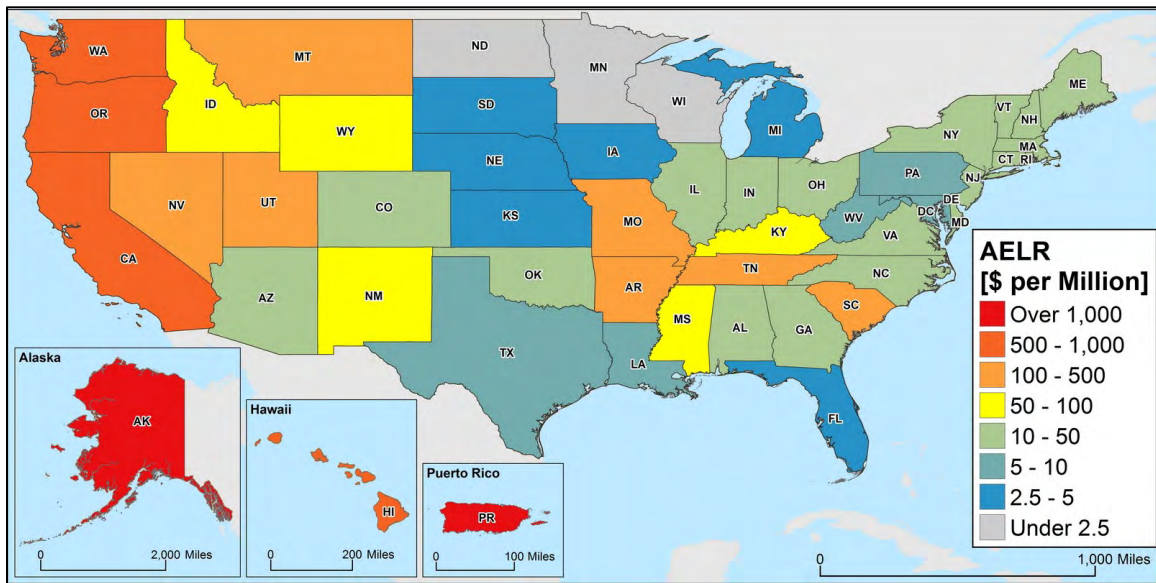 WA
MT
ND
MN
ME
OR
ID
SD
WI
MI
VT
NH
NY
WY
MA
CT RI
IA
NE
PA
NJ
NV
UT
CO
IL
IN
OH
DE
DC
MD
WV
KS
MO
KY
VA
CA
TN
NC
OK
AZ
NM
AR
SC
MS
AL
GA
TX
LA
FL
AELR
[$ per Million]
Over 1,000
500 - 1,000
100 - 500
50 - 100
10 - 50
5 - 10
2.5 - 5
Under 2.5
Alaska
AK
0 2,000 Miles
Hawaii
HI
0 200 Miles
Puerto Rico
PR
0 100 Miles
0 1,000 Miles